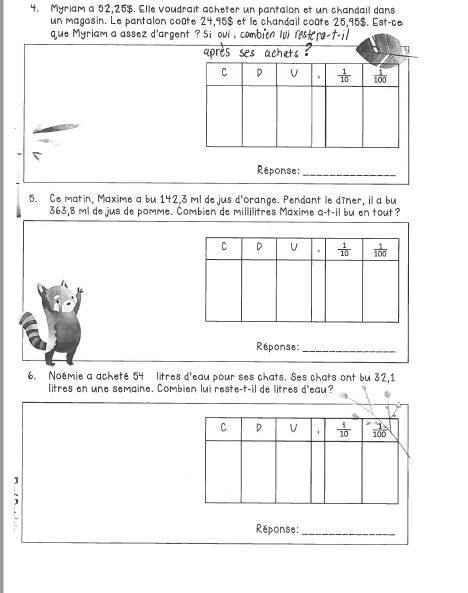 4. Myriam a 52,25$. Elle voudrait acheter un pantalon et un chandail dans
un magasin. Le pantalon coûte 24,95$ et le chandail coûte 25,95$. Est-ce
que Myriam a assez d'argent ? Si oui, combien lui restera-t-il
après ses achats ?
C D U , 1/10 1/100
Réponse: _______________
5. Ce matin, Maxime a bu 142,3 ml de jus d'orange. Pendant le dîner, il a bu
363,8 ml de jus de pomme. Combien de millilitres Maxime a-t-il bu en tout ?
C D U , 1/10 1/100
Réponse: _______________
6. Noémie a acheté 54 litres d'eau pour ses chats. Ses chats ont bu 32,1
litres en une semaine. Combien lui reste-t-il de litres d'eau ?
C D U , 1/10 1/100
Réponse: _______________